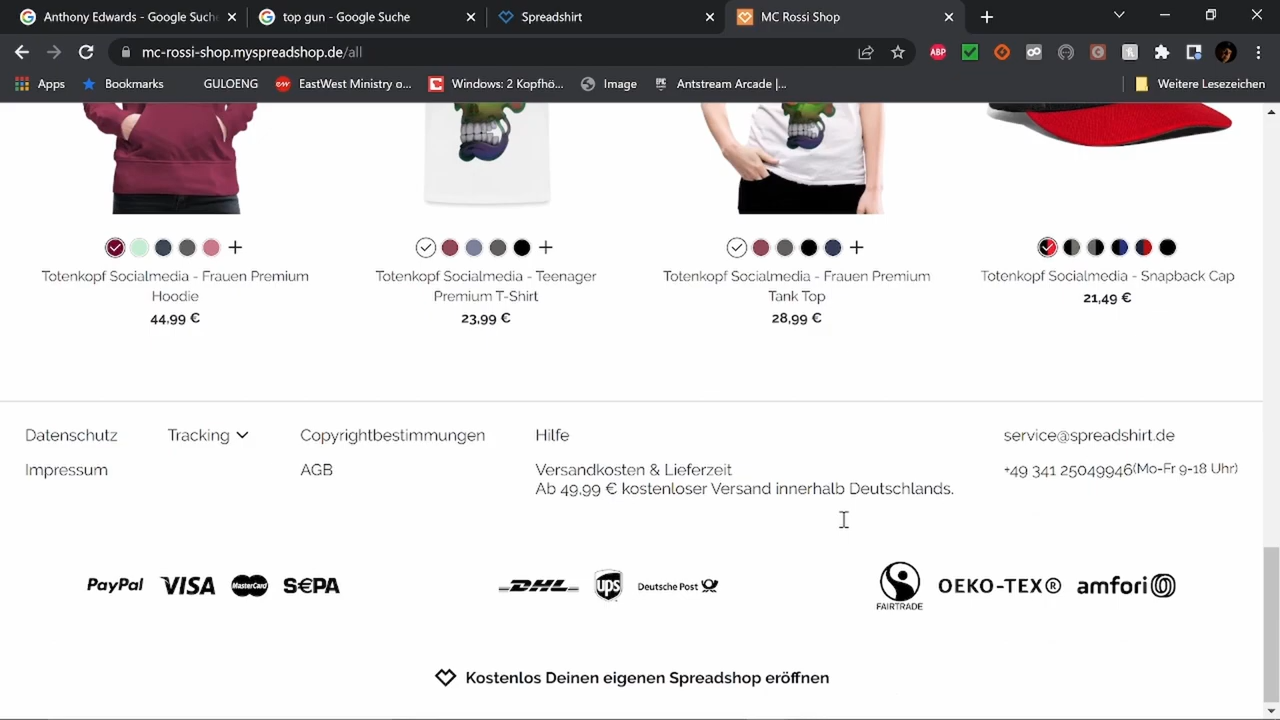 Anthony Edwards - Google Suche
top gun - Google Suche
Spreadshirt
MC Rossi Shop
mc-rossi-shop.myspreadshop.de/all
ABP
Apps
Bookmarks
GULOENG
EastWest Ministry o...
Windows: 2 Kopfhö...
Image
Antstream Arcade |...
Weitere Lesezeichen
Totenkopf Socialmedia - Frauen Premium
Hoodie
44,99 €
Totenkopf Socialmedia - Teenager
Premium T-Shirt
23,99 €
Totenkopf Socialmedia - Frauen Premium
Tank Top
28,99 €
Totenkopf Socialmedia - Snapback Cap
21,49 €
Datenschutz
Tracking
Copyrightbestimmungen
Hilfe
service@spreadshirt.de
Impressum
AGB
Versandkosten & Lieferzeit
Ab 49,99 € kostenloser Versand innerhalb Deutschlands.
+49 341 25049946(Mo-Fr 9-18 Uhr)
PayPal
VISA
MasterCard
S€PA
DHL
ups
Deutsche Post
FAIRTRADE
OEKO-TEX®
amfori
Kostenlos Deinen eigenen Spreadshop eröffnen